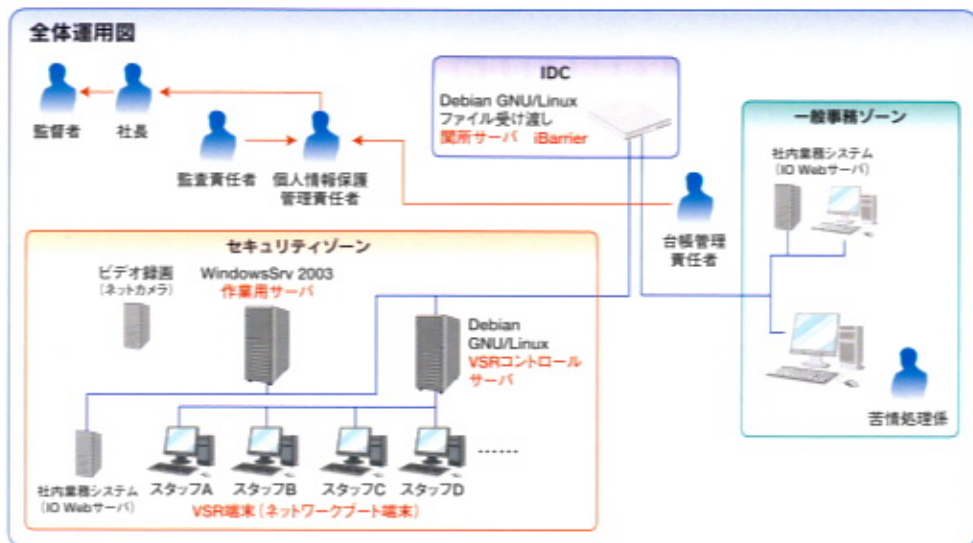 全体運用図
監督者
社長
監査責任者
個人情報保護
管理責任者
IDC
Debian GNU/Linux
ファイル受け渡し
関所サーバ iBarrier
台帳管理
責任者
一般事務ゾーン
社内業務システム
(IO Webサーバ)
苦情処理係
セキュリティゾーン
ビデオ録画
(ネットカメラ)
WindowsSrv 2003
作業用サーバ
Debian
GNU/Linux
VSRコントロール
サーバ
社内業務システム
(IO Webサーバ)
スタッフA
スタッフB
スタッフC
スタッフD
……
VSR端末(ネットワークブート端末)